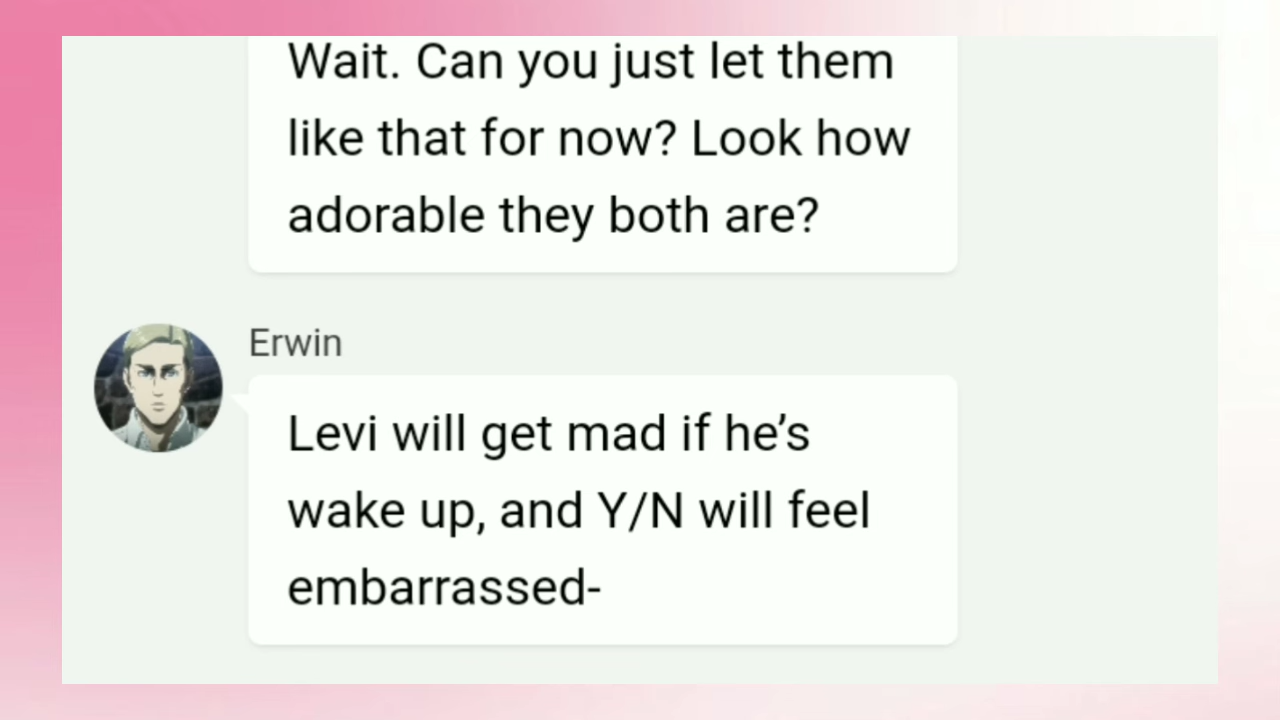 Wait. Can you just let them
like that for now? Look how
adorable they both are?
Erwin
Levi will get mad if he’s
wake up, and Y/N will feel
embarrassed-